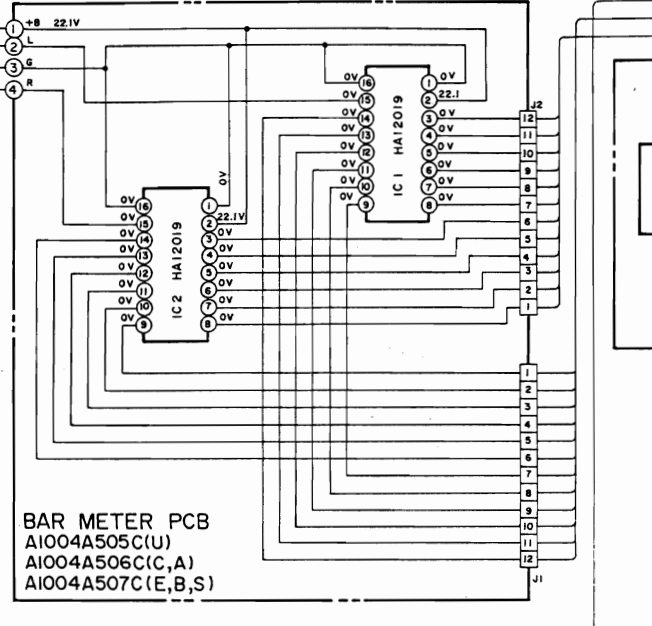 1 +B 22.1V
2 L
3 G
4 R
0V 16 1 0V
0V 15 2 22.1
0V 14 3 0V
0V 13 4 0V
0V 12 5 0V
0V 11 6 0V
0V 10 7 0V
0V 9 8 0V
HA12019
IC1
J2
12
11
10
9
8
7
6
5
4
3
2
1
0V
0V 16 1
0V 15 2 22.1V
0V 14 3 0V
0V 13 4 0V
0V 12 5 0V
0V 11 6 0V
0V 10 7 0V
0V 9 8 0V
HA12019
IC2
1
2
3
4
5
6
7
8
9
10
11
12
J1
BAR METER PCB
A1004A505C(U)
A1004A506C(C,A)
A1004A507C(E,B,S)